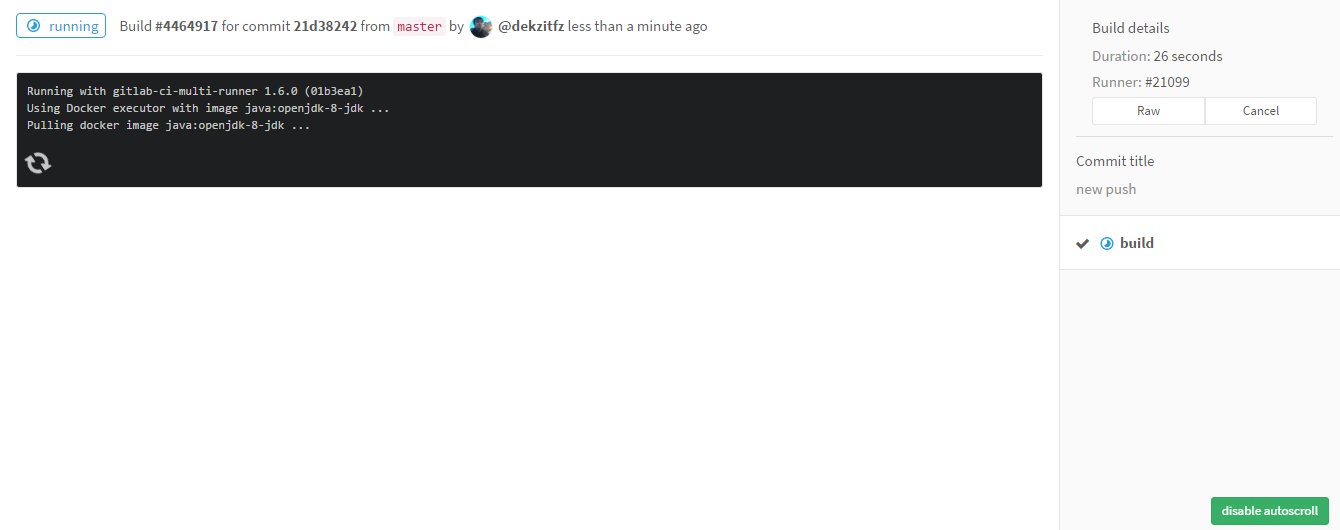 running Build #4464917 for commit 21d38242 from master by @dekzitfz less than a minute ago
Running with gitlab-ci-multi-runner 1.6.0 (01b3ea1)
Using Docker executor with image java:openjdk-8-jdk ...
Pulling docker image java:openjdk-8-jdk ...
Build details
Duration: 26 seconds
Runner: #21099
Raw Cancel
Commit title
new push
build
disable autoscroll